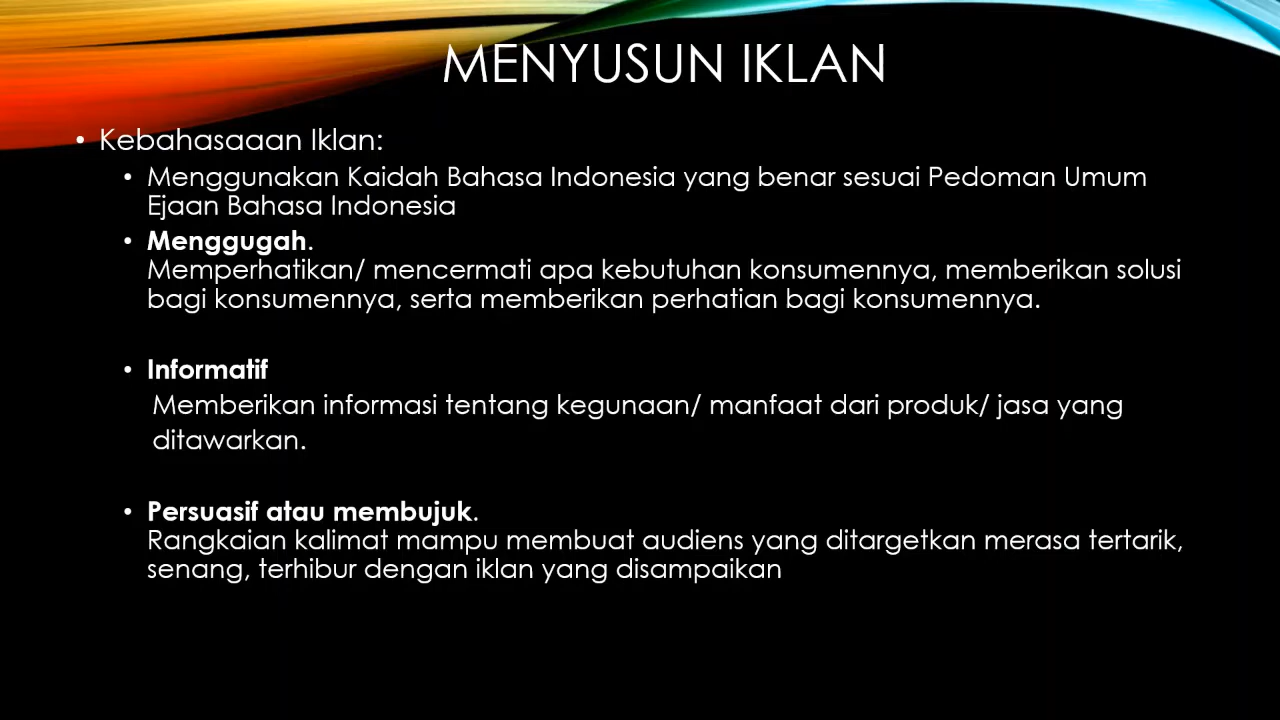 MENYUSUN IKLAN
• Kebahasaaan Iklan:
• Menggunakan Kaidah Bahasa Indonesia yang benar sesuai Pedoman Umum
Ejaan Bahasa Indonesia
• Menggugah.
Memperhatikan/ mencermati apa kebutuhan konsumennya, memberikan solusi
bagi konsumennya, serta memberikan perhatian bagi konsumennya.
• Informatif
Memberikan informasi tentang kegunaan/ manfaat dari produk/ jasa yang
ditawarkan.
• Persuasif atau membujuk.
Rangkaian kalimat mampu membuat audiens yang ditargetkan merasa tertarik,
senang, terhibur dengan iklan yang disampaikan